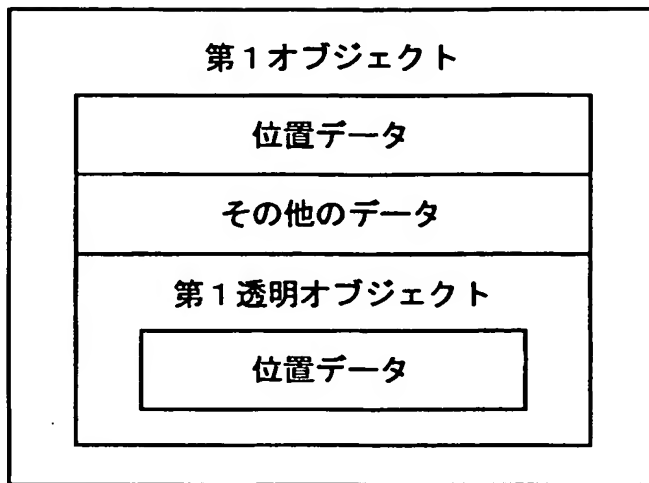 第１オブジェクト
位置データ
その他のデータ
第１透明オブジェクト
位置データ